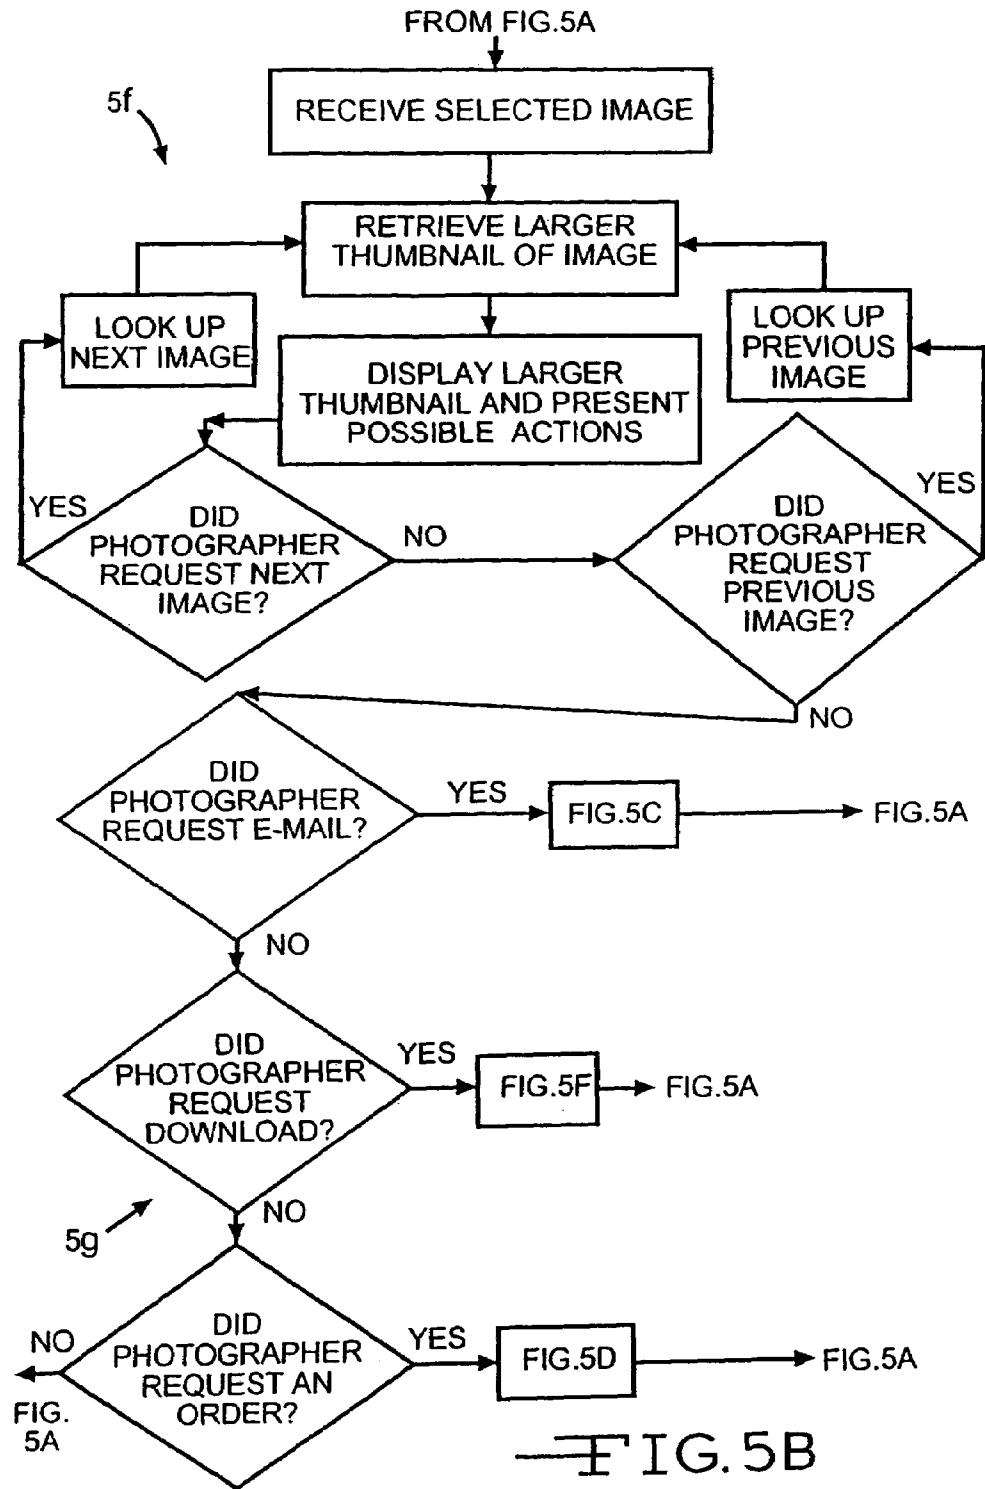 FROM FIG.5A
5f
RECEIVE SELECTED IMAGE
RETRIEVE LARGER
THUMBNAIL OF IMAGE
LOOK UP
NEXT IMAGE
LOOK UP
PREVIOUS
IMAGE
DISPLAY LARGER
THUMBNAIL AND PRESENT
POSSIBLE ACTIONS
YES
DID
PHOTOGRAPHER
REQUEST NEXT
IMAGE?
NO
DID
PHOTOGRAPHER
REQUEST
PREVIOUS
IMAGE?
YES
NO
DID
PHOTOGRAPHER
REQUEST E-MAIL?
YES
FIG.5C
FIG.5A
NO
DID
PHOTOGRAPHER
REQUEST
DOWNLOAD?
YES
FIG.5F
FIG.5A
NO
5g
DID
PHOTOGRAPHER
REQUEST AN
ORDER?
NO
FIG.
5A
YES
FIG.5D
FIG.5A
FIG.5B